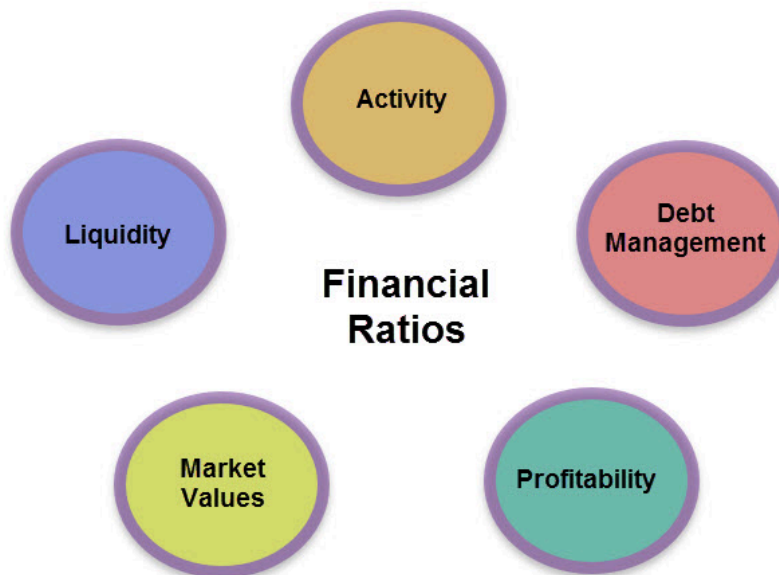 Activity
Liquidity
Debt
Management
Financial
Ratios
Market
Values
Profitability